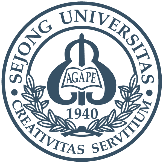 SEJONG UNIVERSITAS
AGAPE
1940
CREATIVITAS SERVITIUM